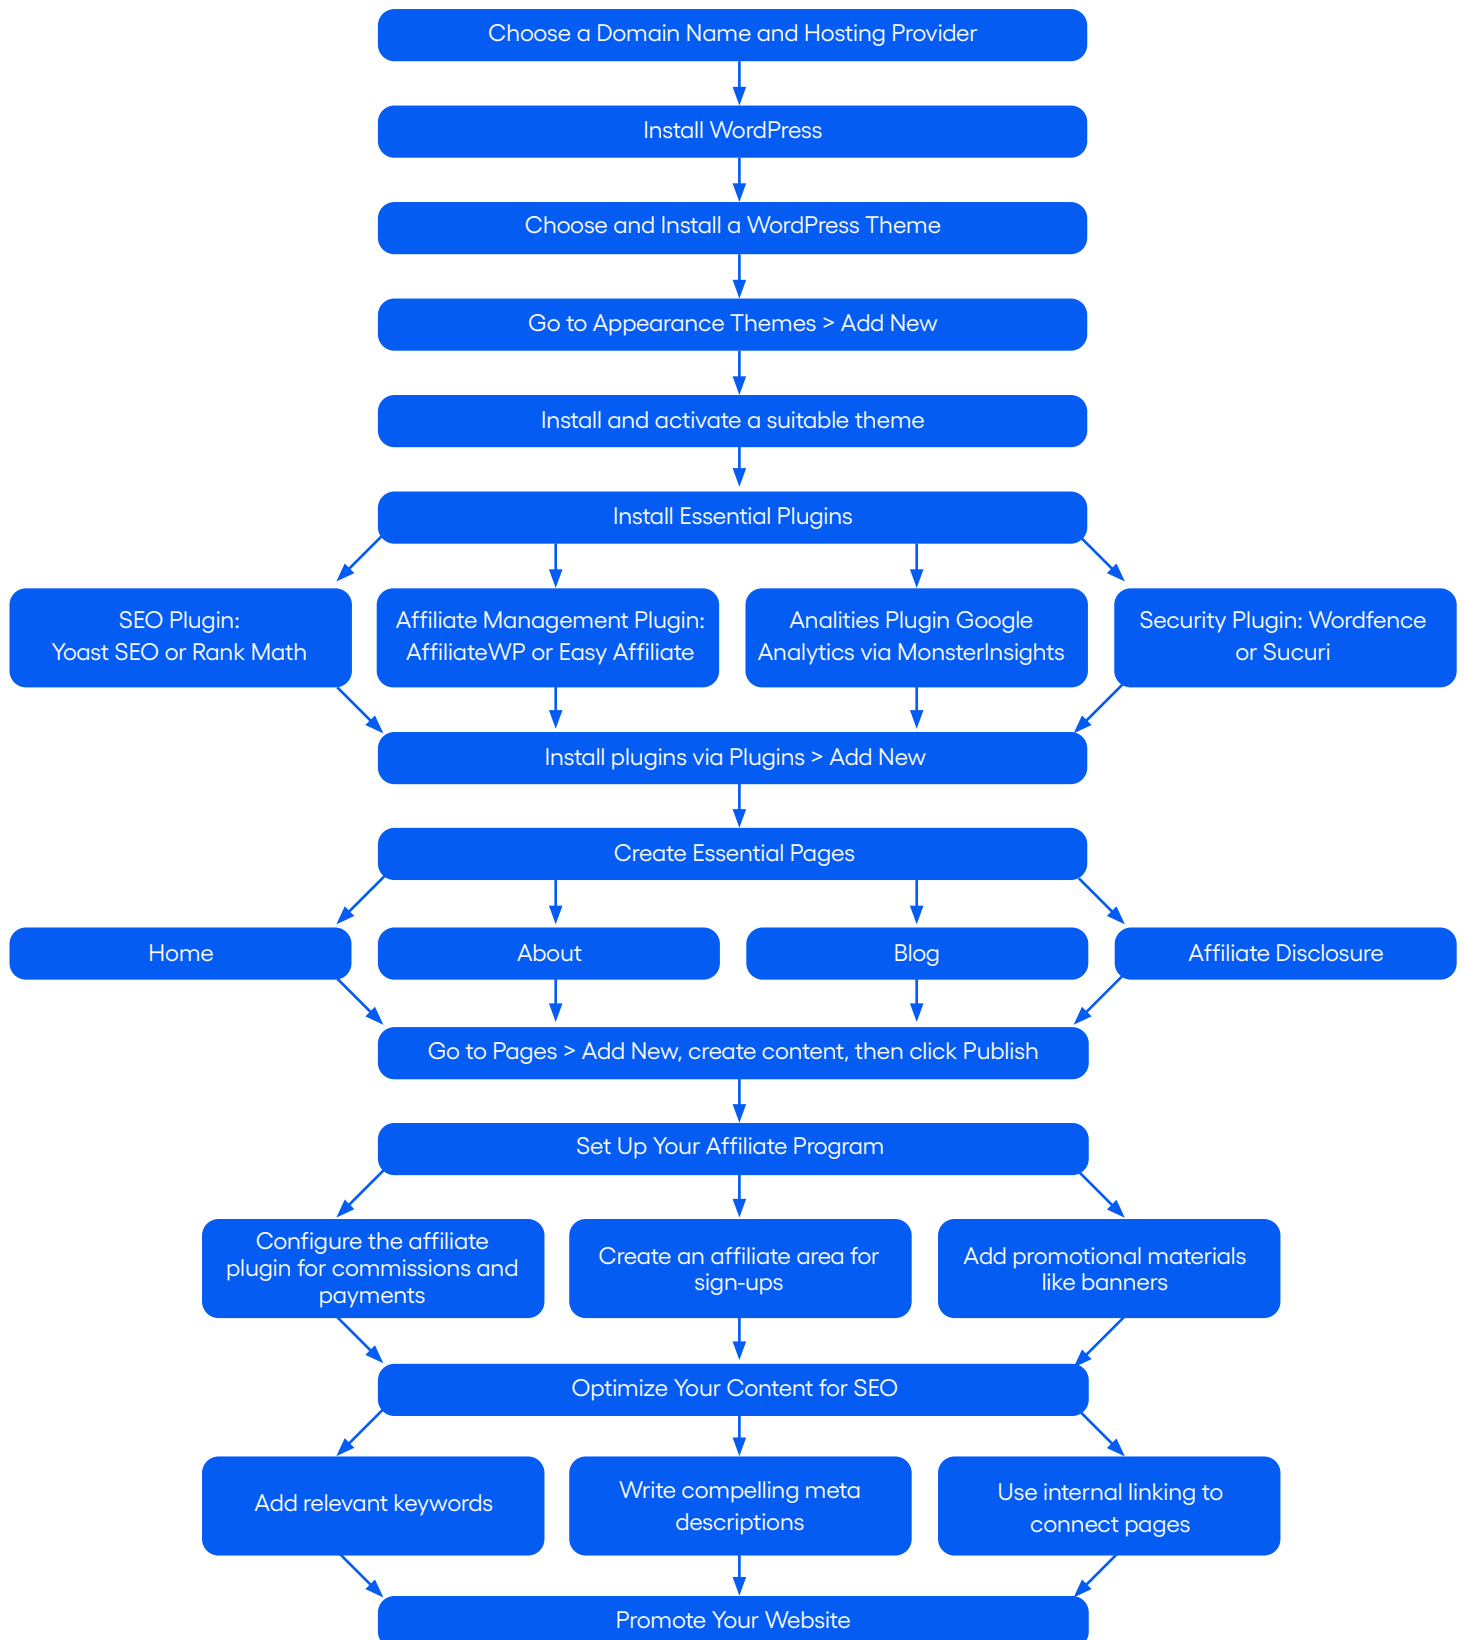 Choose a Domain Name and Hosting Provider
Install WordPress
Choose and Install a WordPress Theme
Go to Appearance Themes > Add New
Install and activate a suitable theme
Install Essential Plugins
SEO Plugin:
Yoast SEO or Rank Math
Affiliate Management Plugin:
AffiliateWP or Easy Affiliate
Analities Plugin Google
Analytics via MonsterInsights
Security Plugin: Wordfence
or Sucuri
Install plugins via Plugins > Add New
Create Essential Pages
Home
About
Blog
Affiliate Disclosure
Go to Pages > Add New, create content, then click Publish
Set Up Your Affiliate Program
Configure the affiliate
plugin for commissions and
payments
Create an affiliate area for
sign-ups
Add promotional materials
like banners
Optimize Your Content for SEO
Add relevant keywords
Write compelling meta
descriptions
Use internal linking to
connect pages
Promote Your Website